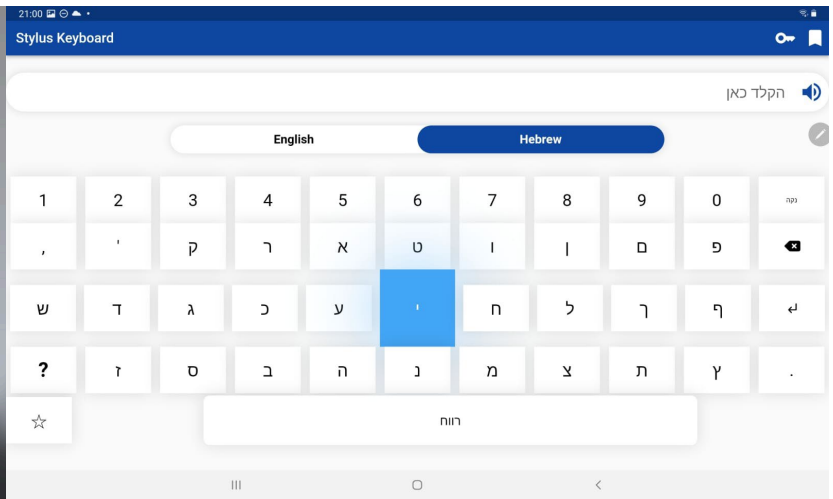 21:00
Stylus Keyboard
הקלד כאן
English Hebrew
1 2 3 4 5 6 7 8 9 0 נקה
, ' ק ר א ט ו ן ם פ
ש ד ג כ ע י ח ל ך ף
? ז ס ב ה נ מ צ ת ץ .
רווח